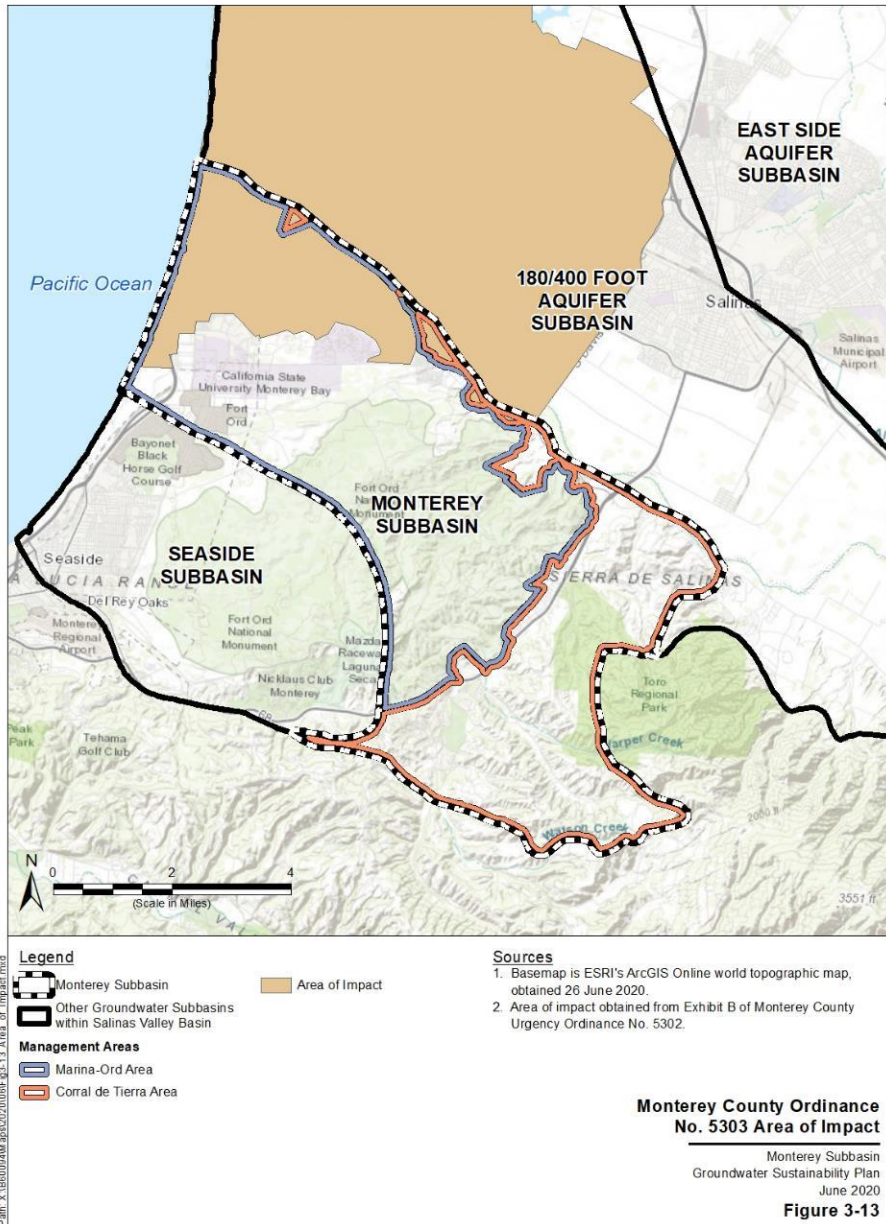 EAST SIDE
AQUIFER
SUBBASIN
Pacific Ocean
180/400 FOOT
AQUIFER
SUBBASIN
Salinas
Salinas
Municipal
Airport
California State
University Monterey Bay
Fort
Ord
Bayonet
Black
Horse Golf
Course
MONTEREY
SUBBASIN
SEASIDE
SUBBASIN
Seaside
SIERRA DE SALINAS
Del Rey Oaks
Fort Ord
National
Monument
Mazda
Raceway
Laguna
Seca
Nicklaus Club
Monterey
Toro
Regional
Park
Tehama
Golf Club
Watson Creek
2000 ft
3551 ft
N
0 2 4
(Scale in Miles)
Legend
Monterey Subbasin
Area of Impact
Other Groundwater Subbasins
within Salinas Valley Basin
Management Areas
Marina-Ord Area
Corral de Tierra Area
Sources
1. Basemap is ESRI's ArcGIS Online world topographic map,
obtained 26 June 2020.
2. Area of impact obtained from Exhibit B of Monterey County
Urgency Ordinance No. 5302.
Monterey County Ordinance
No. 5303 Area of Impact
Monterey Subbasin
Groundwater Sustainability Plan
June 2020
Figure 3-13